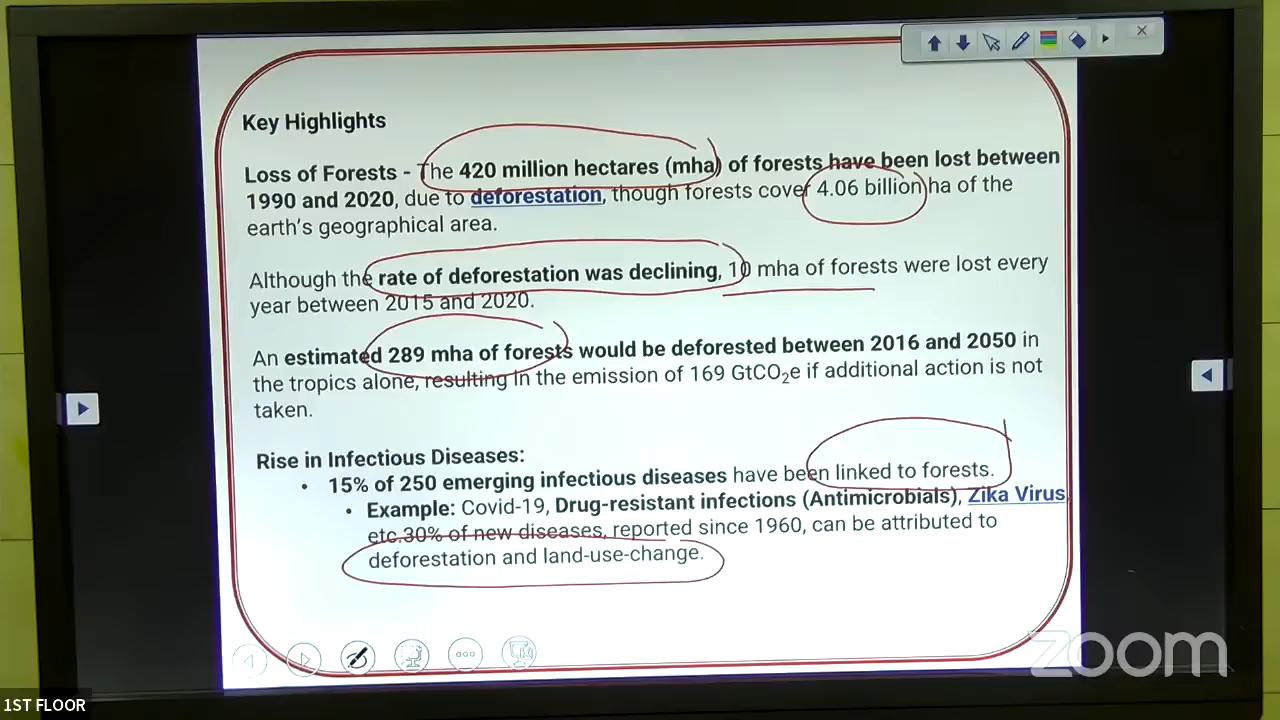 Key Highlights
Loss of Forests - The 420 million hectares (mha) of forests have been lost between
1990 and 2020, due to deforestation, though forests cover 4.06 billion ha of the
earth's geographical area.
Although the rate of deforestation was declining, 10 mha of forests were lost every
year between 2015 and 2020.
An estimated 289 mha of forests would be deforested between 2016 and 2050 in
the tropics alone, resulting in the emission of 169 GtCO₂e if additional action is not
taken.
Rise in Infectious Diseases:
• 15% of 250 emerging infectious diseases have been linked to forests.
• Example: Covid-19, Drug-resistant infections (Antimicrobials), Zika Virus
etc.30% of new diseases, reported since 1960, can be attributed to
deforestation and land-use-change.
zoom
1ST FLOOR